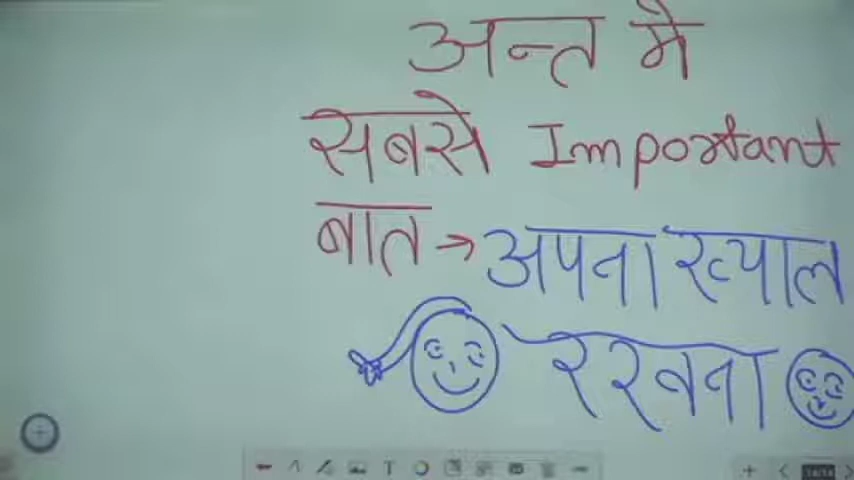 अन्त मे
सबसे Important
बात → अपना ख्याल
रखना